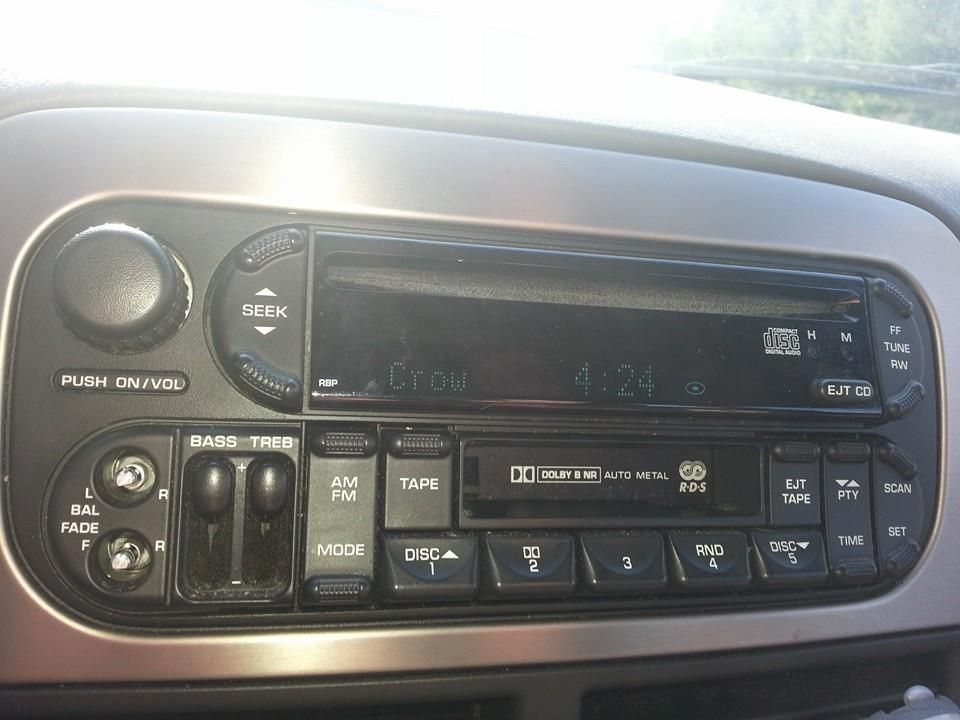 SEEK
PUSH ON/VOL
RBP
Crow 4:24
COMPACT
disc
DIGITAL AUDIO
H M
EJT CD
FF
TUNE
RW
L R
BAL
FADE
F R
BASS TREB
+
−
AM
FM
MODE
TAPE
DOLBY B NR AUTO METAL
R·D·S
EJT
TAPE
PTY
TIME
SCAN
SET
DISC
1
2
3
RND
4
DISC
5